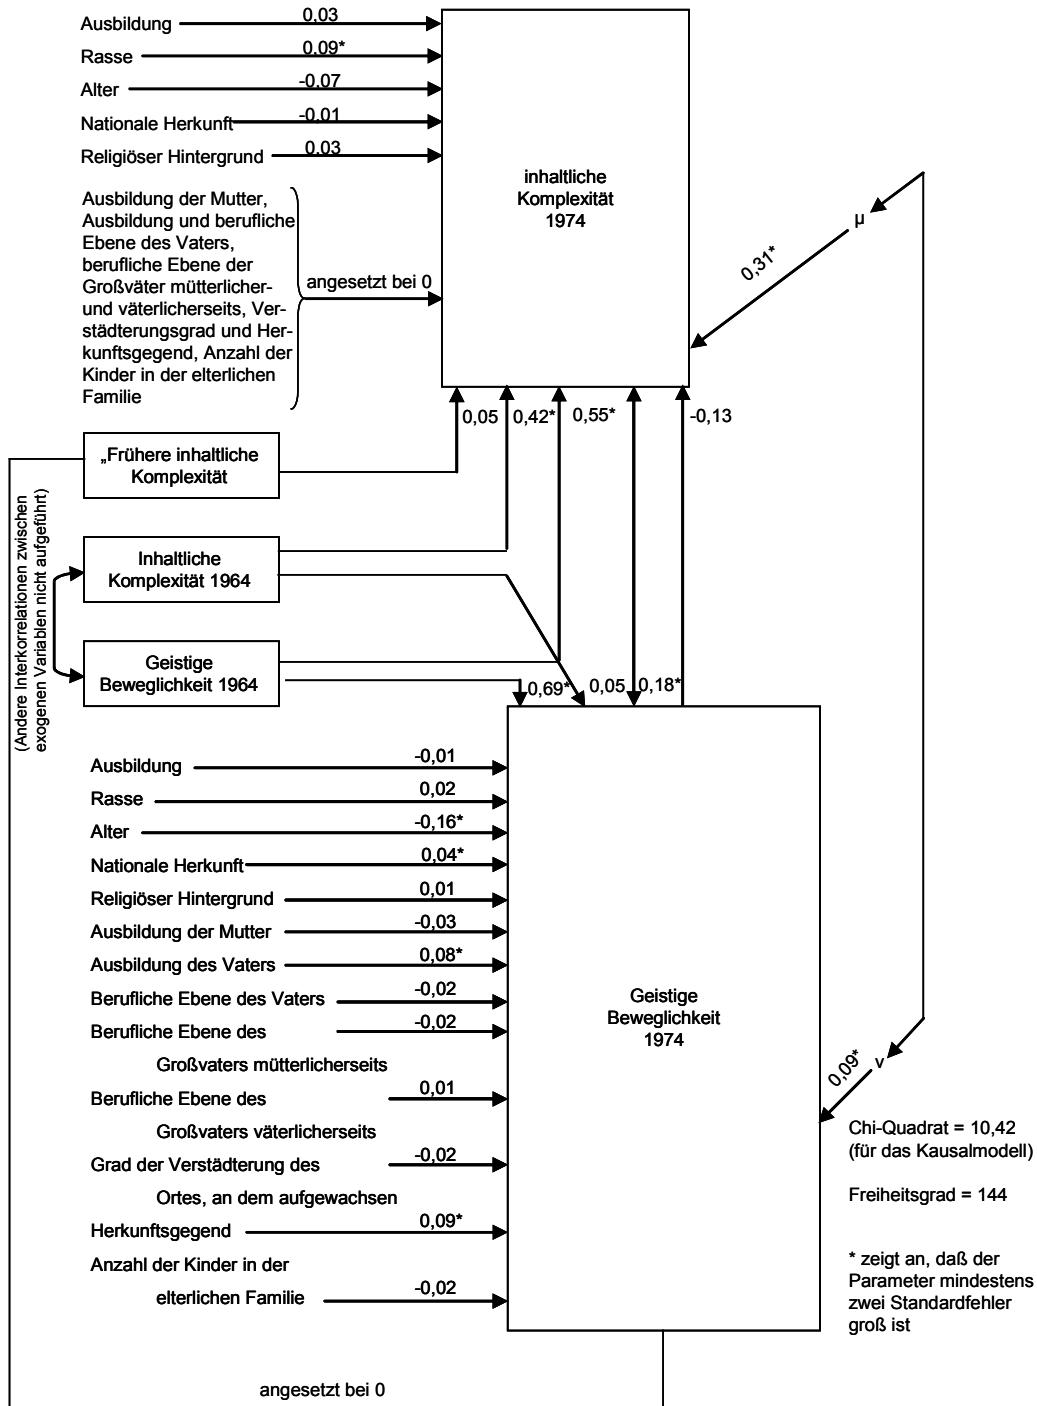 Ausbildung 0,03
Rasse 0,09*
Alter -0,07
Nationale Herkunft -0,01
Religiöser Hintergrund 0,03
inhaltliche
Komplexität
1974
Ausbildung der Mutter,
Ausbildung und berufliche
Ebene des Vaters,
berufliche Ebene der
Großväter mütterlicher-
und väterlicherseits, Ver-
städterungsgrad und Her-
kunftsgegend, Anzahl der
Kinder in der elterlichen
Familie
angesetzt bei 0
µ
0,31*
0,05 0,42* 0,55* -0,13
„Frühere inhaltliche
Komplexität
(Andere Interkorrelationen zwischen
exogenen Variablen nicht aufgeführt)
Inhaltliche
Komplexität 1964
Geistige
Beweglichkeit 1964
0,69* 0,05 0,18*
Ausbildung -0,01
Rasse 0,02
Alter -0,16*
Nationale Herkunft 0,04*
Religiöser Hintergrund 0,01
Ausbildung der Mutter -0,03
Ausbildung des Vaters 0,08*
Berufliche Ebene des Vaters -0,02
Berufliche Ebene des -0,02
Großvaters mütterlicherseits
Berufliche Ebene des 0,01
Großvaters väterlicherseits
Grad der Verstädterung des -0,02
Ortes, an dem aufgewachsen
Herkunftsgegend 0,09*
Anzahl der Kinder in der
elterlichen Familie -0,02
Geistige
Beweglichkeit
1974
ν
0,09*
Chi-Quadrat = 10,42
(für das Kausalmodell)
Freiheitsgrad = 144
* zeigt an, daß der
Parameter mindestens
zwei Standardfehler
groß ist
angesetzt bei 0